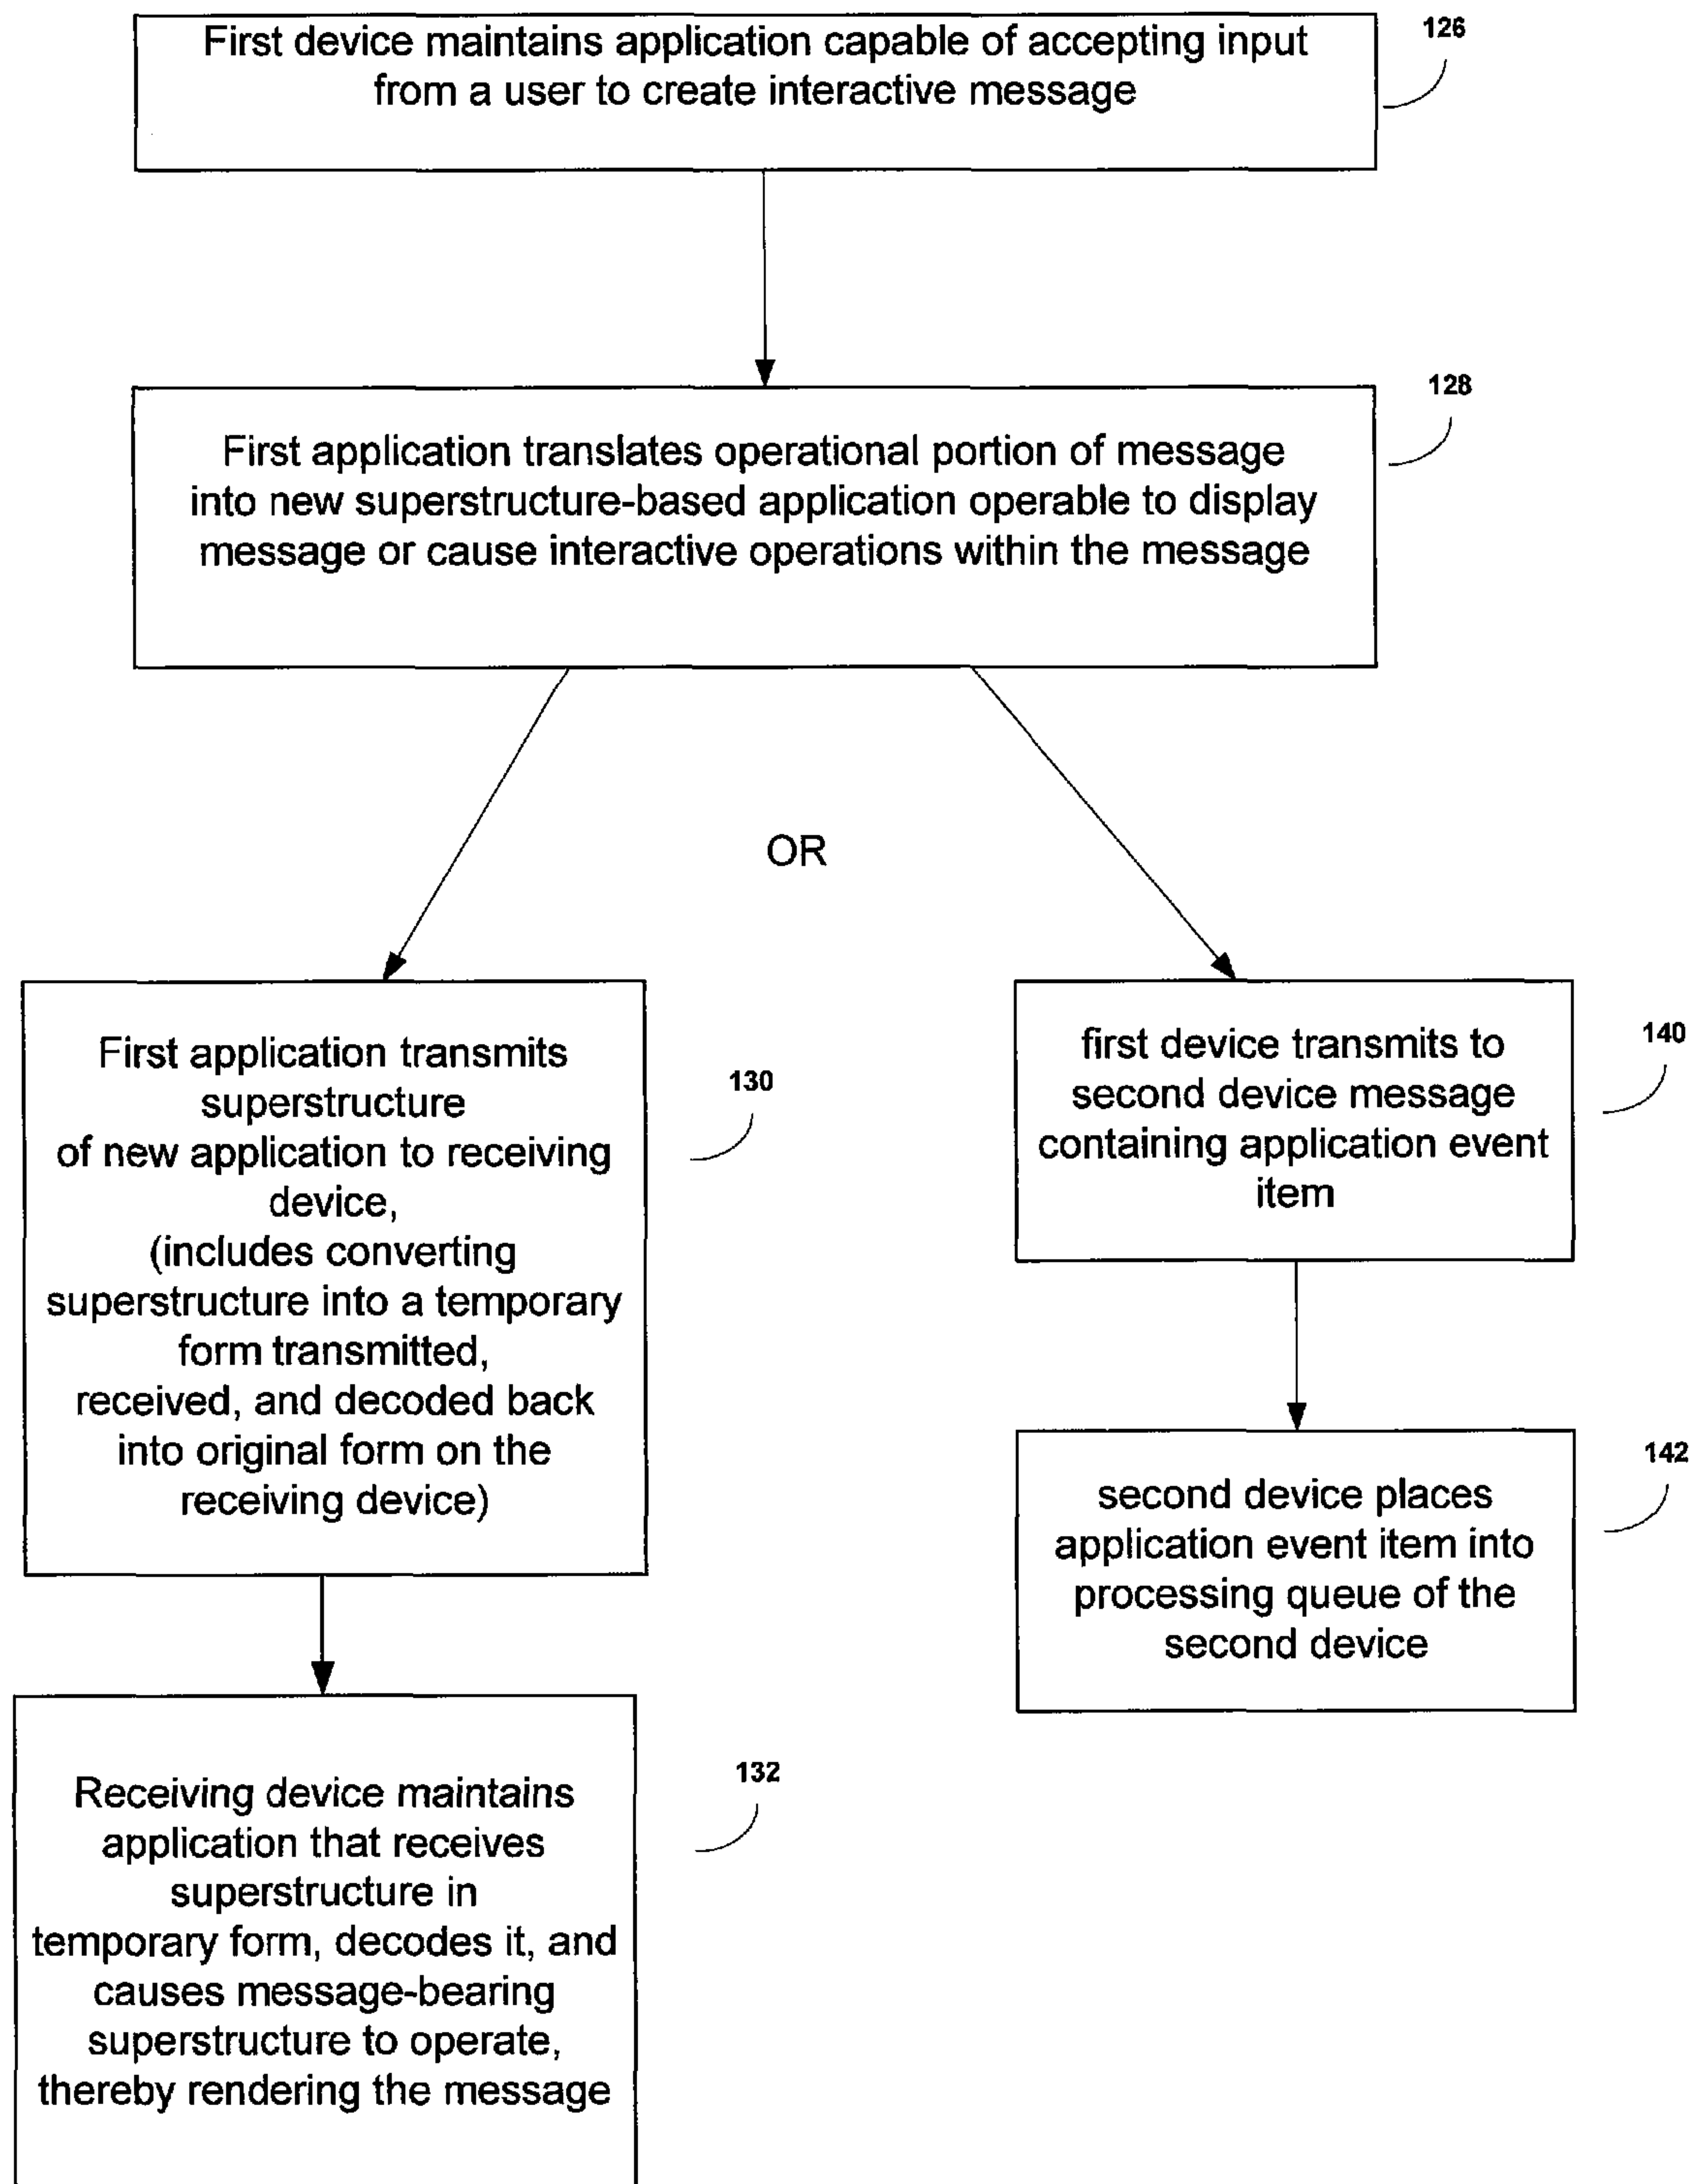 First device maintains application capable of accepting input
from a user to create interactive message
126
First application translates operational portion of message
into new superstructure-based application operable to display
message or cause interactive operations within the message
128
OR
First application transmits
superstructure
of new application to receiving
device,
(includes converting
superstructure into a temporary
form transmitted,
received, and decoded back
into original form on the
receiving device)
130
first device transmits to
second device message
containing application event
item
140
second device places
application event item into
processing queue of the
second device
142
Receiving device maintains
application that receives
superstructure in
temporary form, decodes it, and
causes message-bearing
superstructure to operate,
thereby rendering the message
132